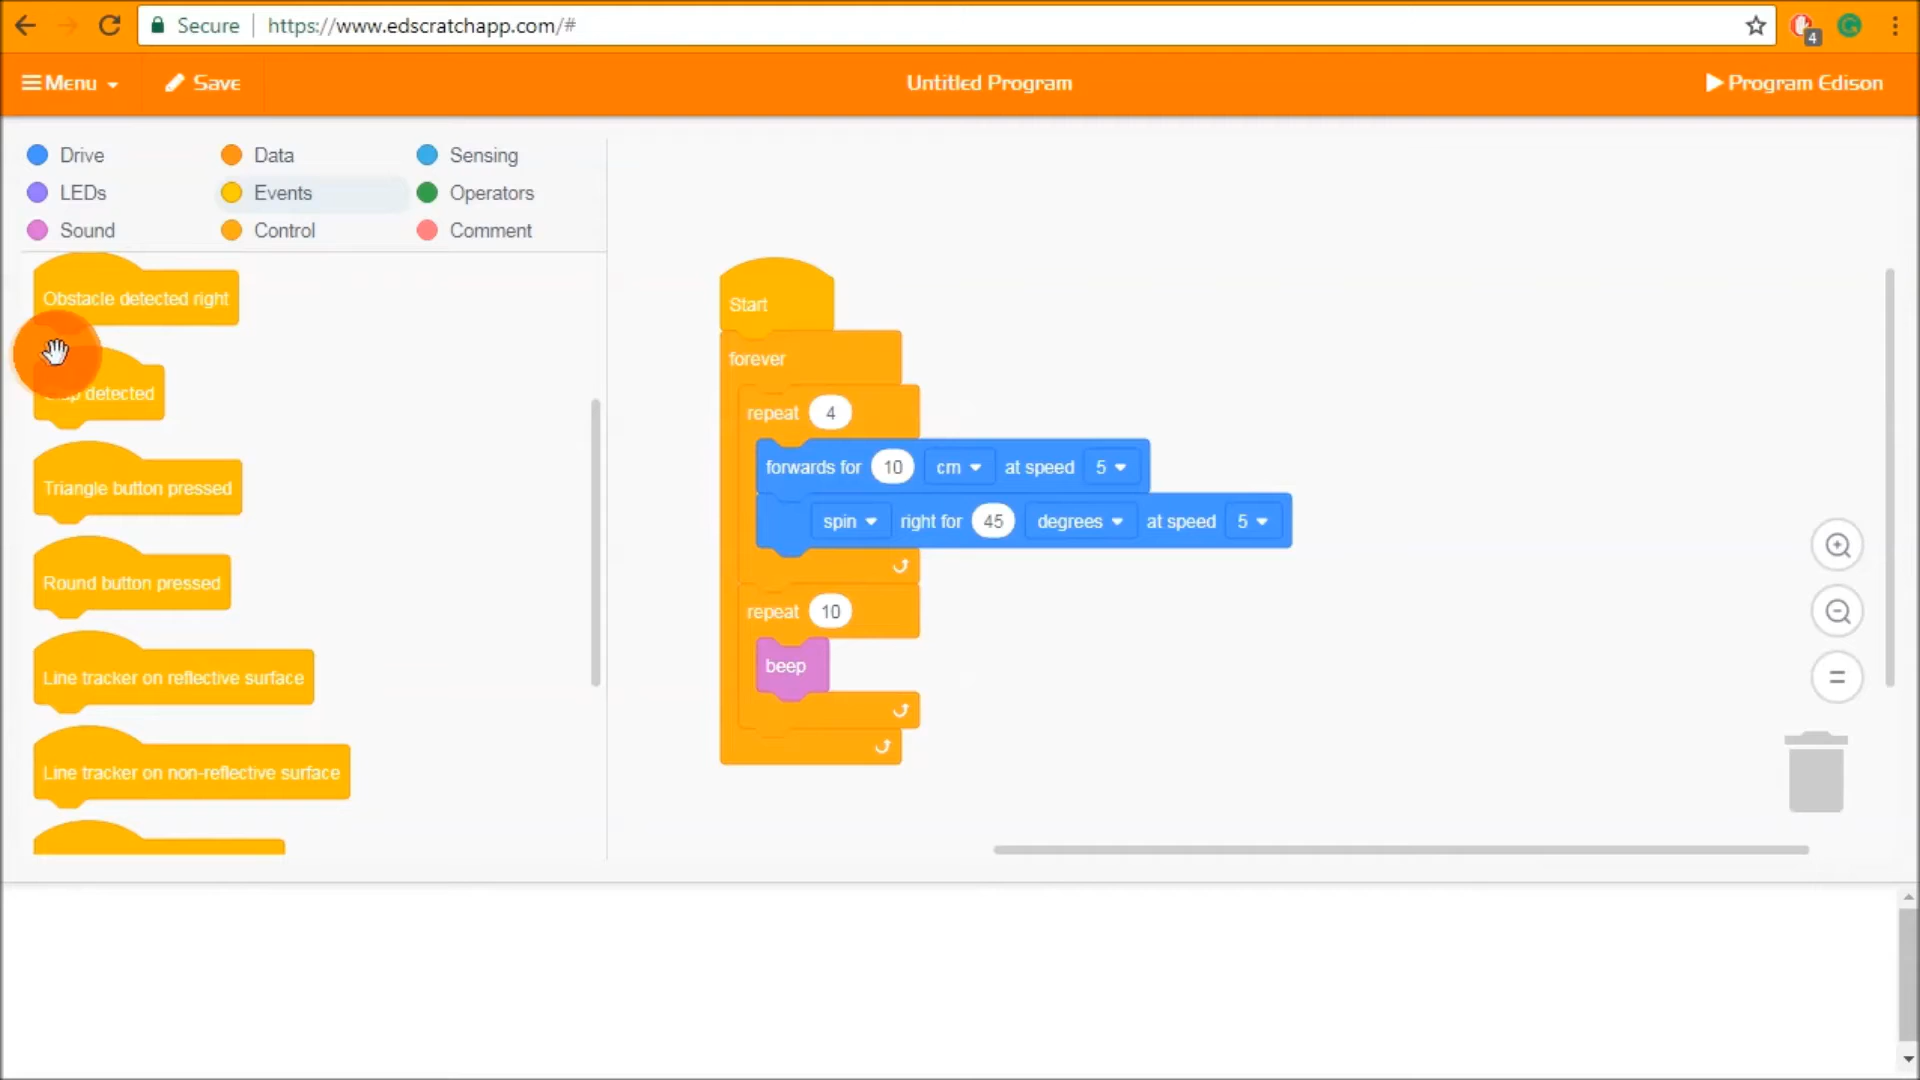 Secure https://www.edscratchapp.com/#
4
Menu Save Untitled Program Program Edison
Drive Data Sensing
LEDs Events Operators
Sound Control Comment
Obstacle detected right
detected
Triangle button pressed
Round button pressed
Line tracker on reflective surface
Line tracker on non-reflective surface
Start
forever
repeat 4
forwards for 10 cm at speed 5
spin right for 45 degrees at speed 5
repeat 10
beep